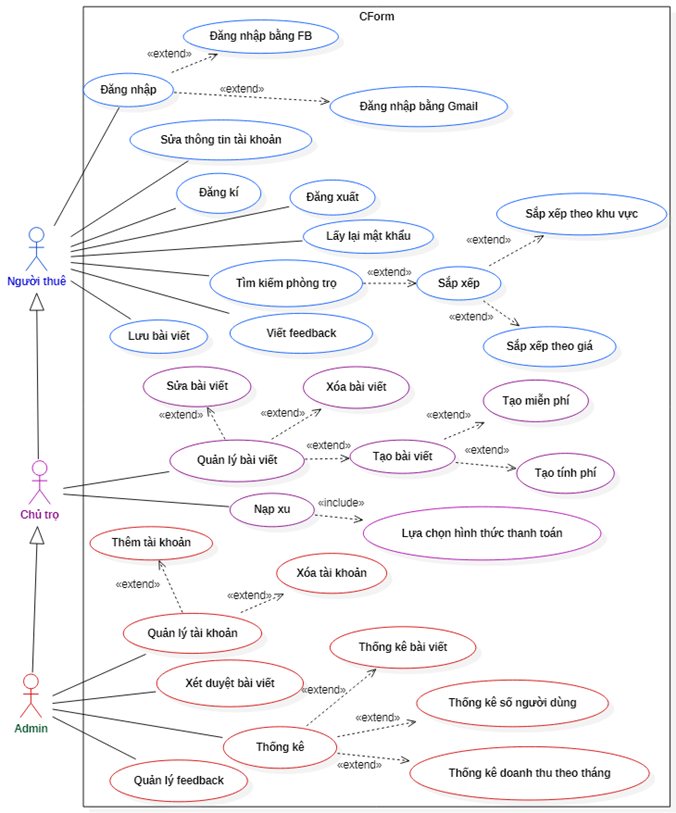 CForm
Đăng nhập bằng FB
«extend»
Đăng nhập
«extend»
Đăng nhập bằng Gmail
Sửa thông tin tài khoản
Đăng kí
Đăng xuất
Sắp xếp theo khu vực
Lấy lại mật khẩu
«extend»
Người thuê
Tìm kiếm phòng trọ
«extend»
Sắp xếp
«extend»
Lưu bài viết
Viết feedback
Sắp xếp theo giá
Sửa bài viết
Xóa bài viết
Tạo miễn phí
«extend»
«extend»
«extend»
Quản lý bài viết
«extend»
Tạo bài viết
«extend»
Tạo tính phí
Chủ trọ
Nạp xu
«include»
Lựa chọn hình thức thanh toán
Thêm tài khoản
Xóa tài khoản
«extend»
«extend»
Quản lý tài khoản
Thống kê bài viết
Xét duyệt bài viết
«extend»
Thống kê số người dùng
Admin
«extend»
Thống kê
«extend»
Thống kê doanh thu theo tháng
Quản lý feedback